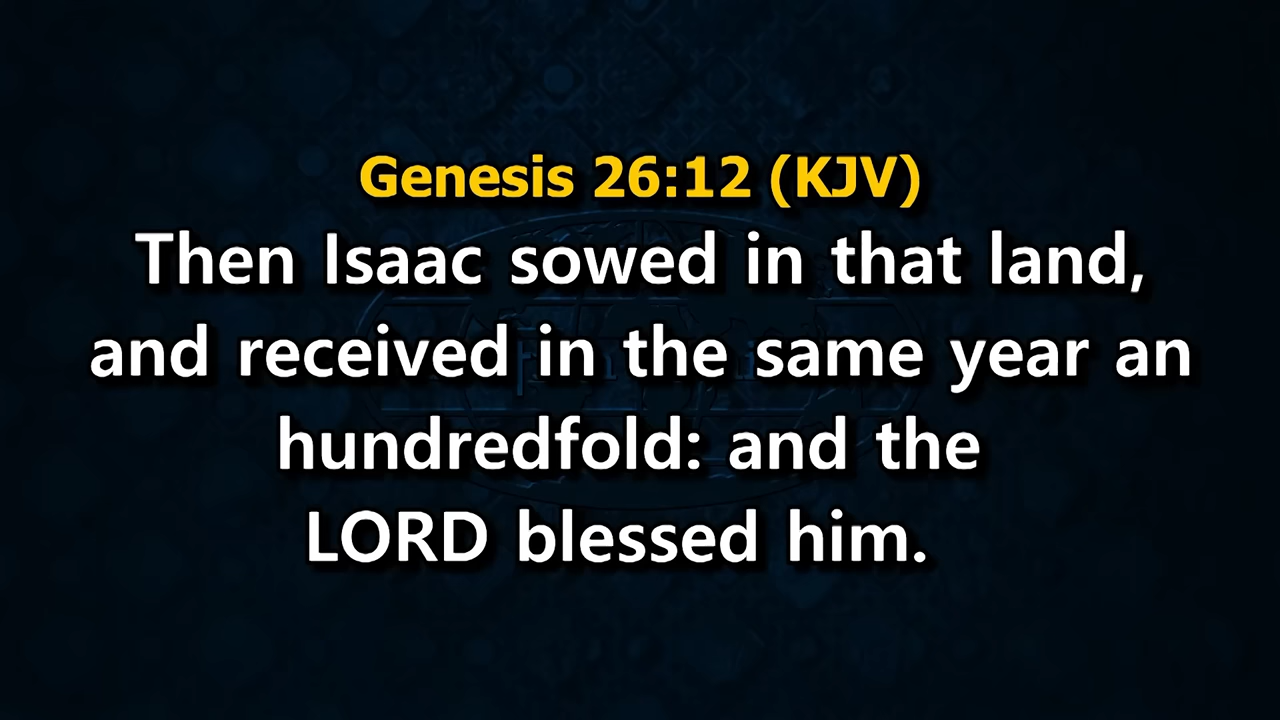 Genesis 26:12 (KJV)
Then Isaac sowed in that land,
and received in the same year an
hundredfold: and the
LORD blessed him.